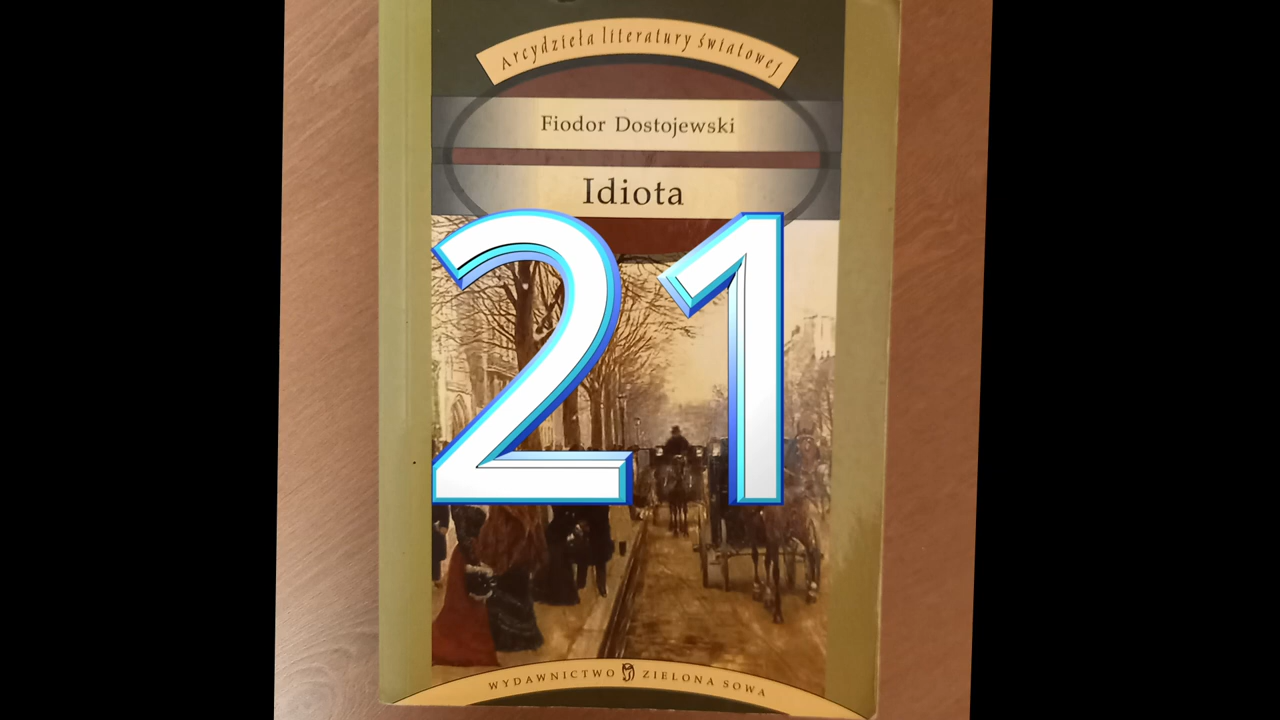 Arcydzieła literatury światowej
Fiodor Dostojewski
Idiota
21
WYDAWNICTWO ZIELONA SOWA